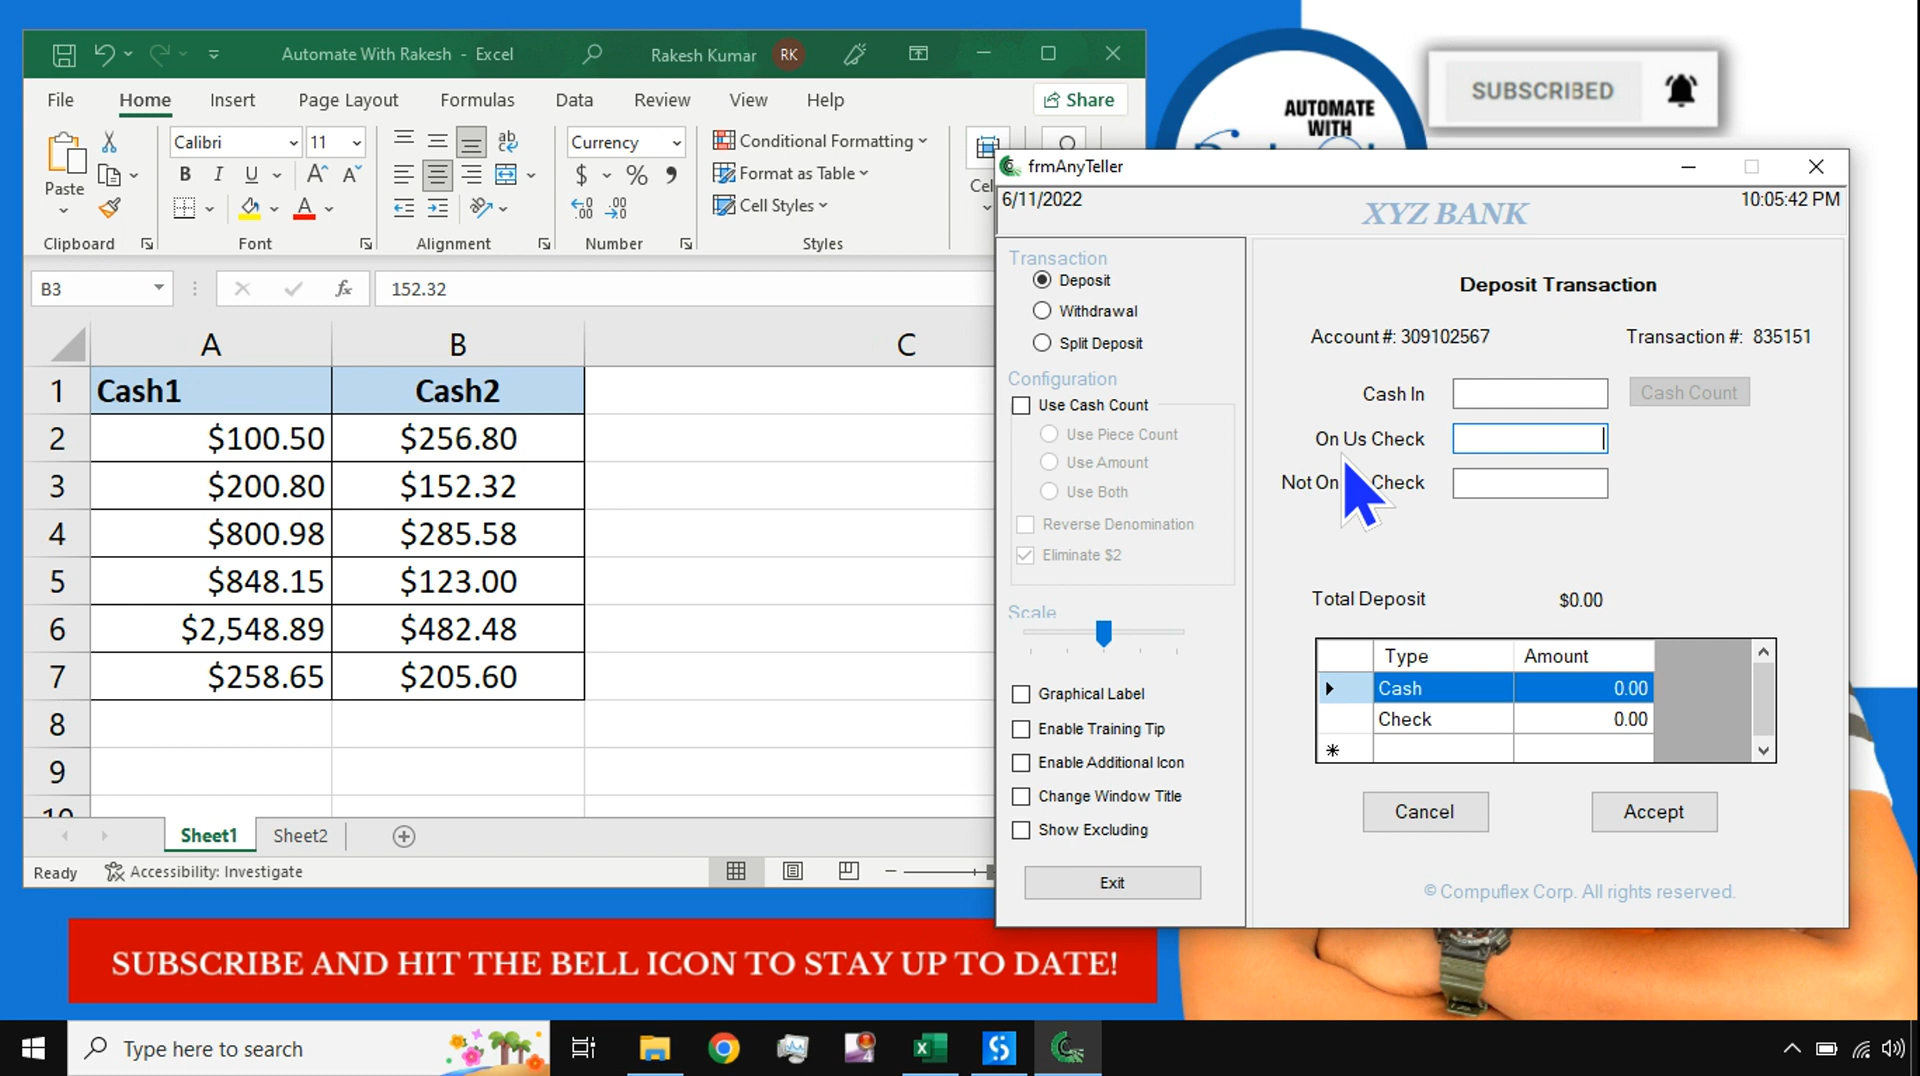 Automate With Rakesh - Excel
Rakesh Kumar RK
File Home Insert Page Layout Formulas Data Review View Help Share
Paste
Calibri 11
B I U A A
ab
Currency
$ % 9
.00
Conditional Formatting
Format as Table
Cell Styles
Cel
Clipboard Font Alignment Number Styles
B3 fx 152.32
A B C
1 Cash1 Cash2
2 $100.50 $256.80
3 $200.80 $152.32
4 $800.98 $285.58
5 $848.15 $123.00
6 $2,548.89 $482.48
7 $258.65 $205.60
8
9
10
Sheet1 Sheet2
Ready Accessibility: Investigate
AUTOMATE
WITH
SUBSCRIBED
frmAnyTeller
6/11/2022 XYZ BANK 10:05:42 PM
Transaction
Deposit
Withdrawal
Split Deposit
Configuration
Use Cash Count
Use Piece Count
Use Amount
Use Both
Reverse Denomination
Eliminate $2
Scale
Graphical Label
Enable Training Tip
Enable Additional Icon
Change Window Title
Show Excluding
Exit
Deposit Transaction
Account #: 309102567 Transaction #: 835151
Cash In Cash Count
On Us Check
Not On Check
Total Deposit $0.00
Type Amount
Cash 0.00
Check 0.00
Cancel Accept
© Compuflex Corp. All rights reserved.
SUBSCRIBE AND HIT THE BELL ICON TO STAY UP TO DATE!
Type here to search